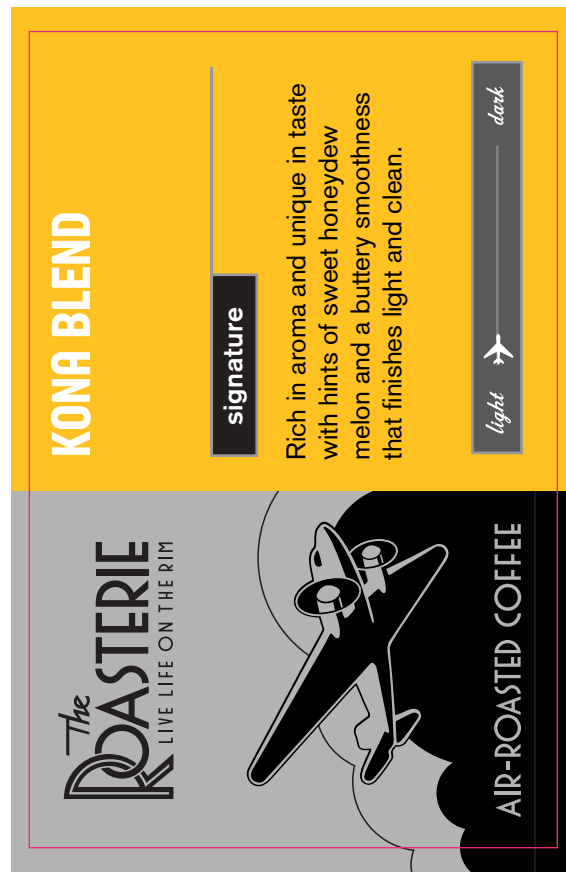 The
ROASTERIE
LIVE LIFE ON THE RIM
AIR-ROASTED COFFEE
KONA BLEND
signature
Rich in aroma and unique in taste
with hints of sweet honeydew
melon and a buttery smoothness
that finishes light and clean.
light
dark